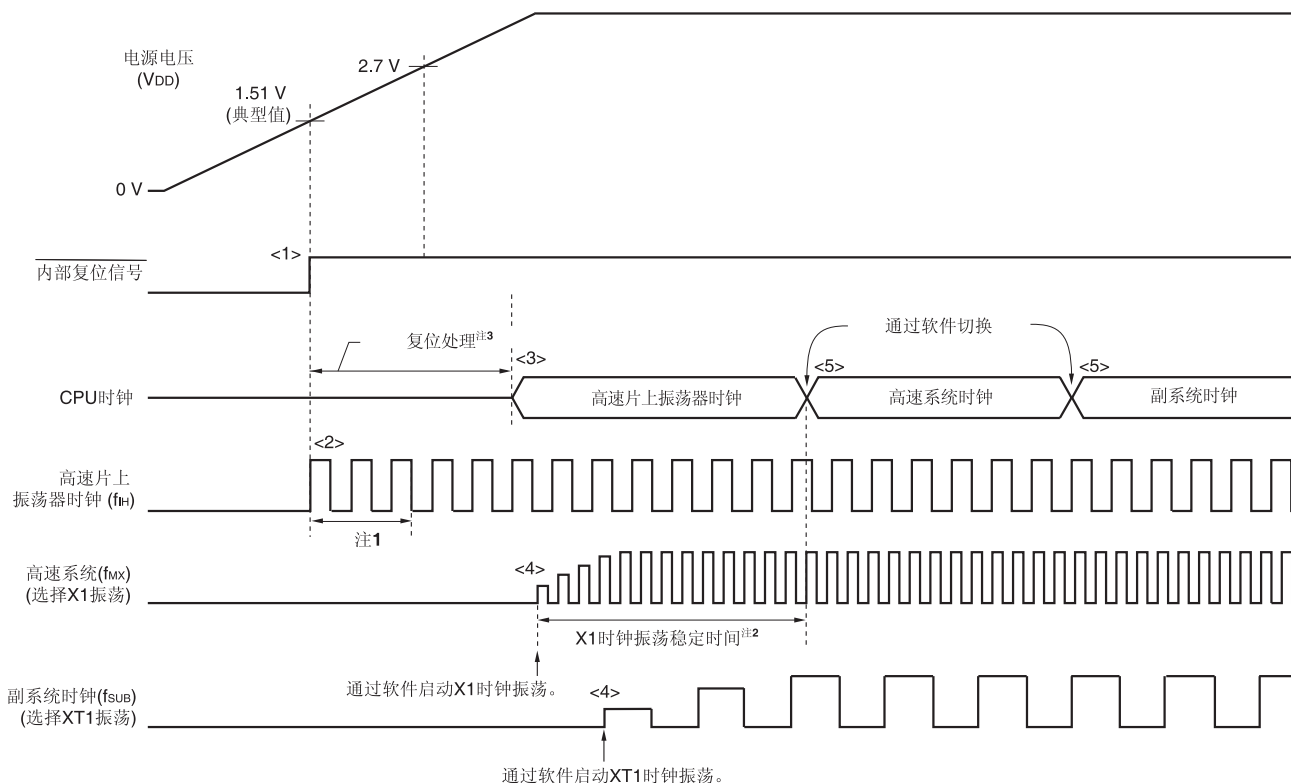 电源电压
(VDD)
2.7 V
1.51 V
(典型值)
0 V
<1>
内部复位信号
复位处理注3
通过软件切换
<3>
<5>
<5>
CPU时钟
高速片上振荡器时钟
高速系统时钟
副系统时钟
<2>
高速片上
振荡器时钟 (fIH)
注1
高速系统(fMX)
(选择X1振荡)
<4>
X1时钟振荡稳定时间注2
通过软件启动X1时钟振荡。
副系统时钟(fSUB)
(选择XT1振荡)
<4>
通过软件启动XT1时钟振荡。